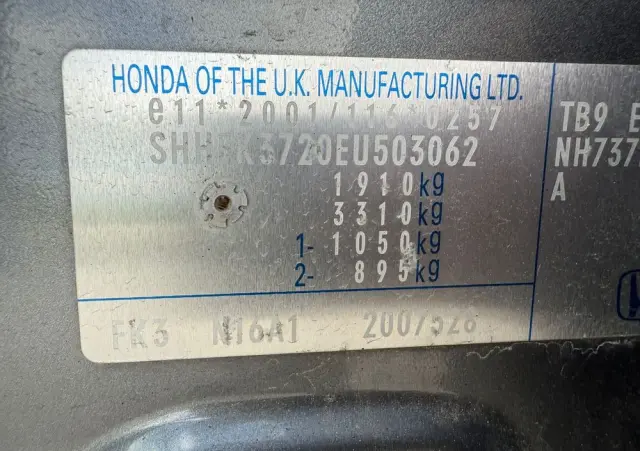 HONDA OF THE U.K. MANUFACTURING LTD.
e11*2001/116*0257
SHHFK3720EU503062
1910kg
3310kg
1- 1050kg
2- 895kg
FK3 N16A1 2007528
TB9 E
NH737
A